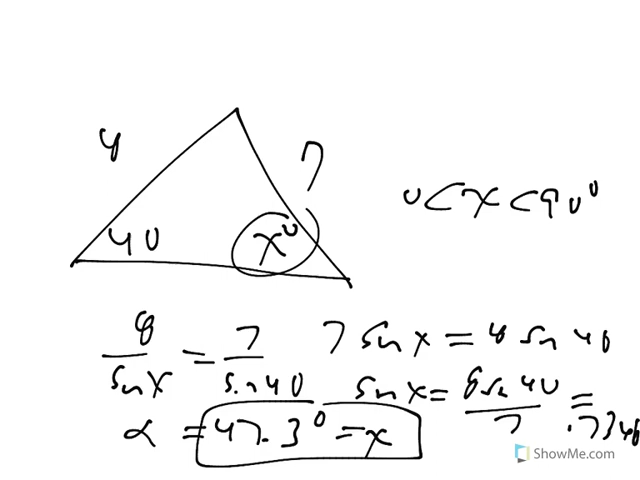 8
7
40
x°
0 < x < 90°
8/sin x = 7/sin 40
7 sin x = 8 sin 40
sin x = 8 sin 40/7 = .7346
α = 47.3° = x
ShowMe.com